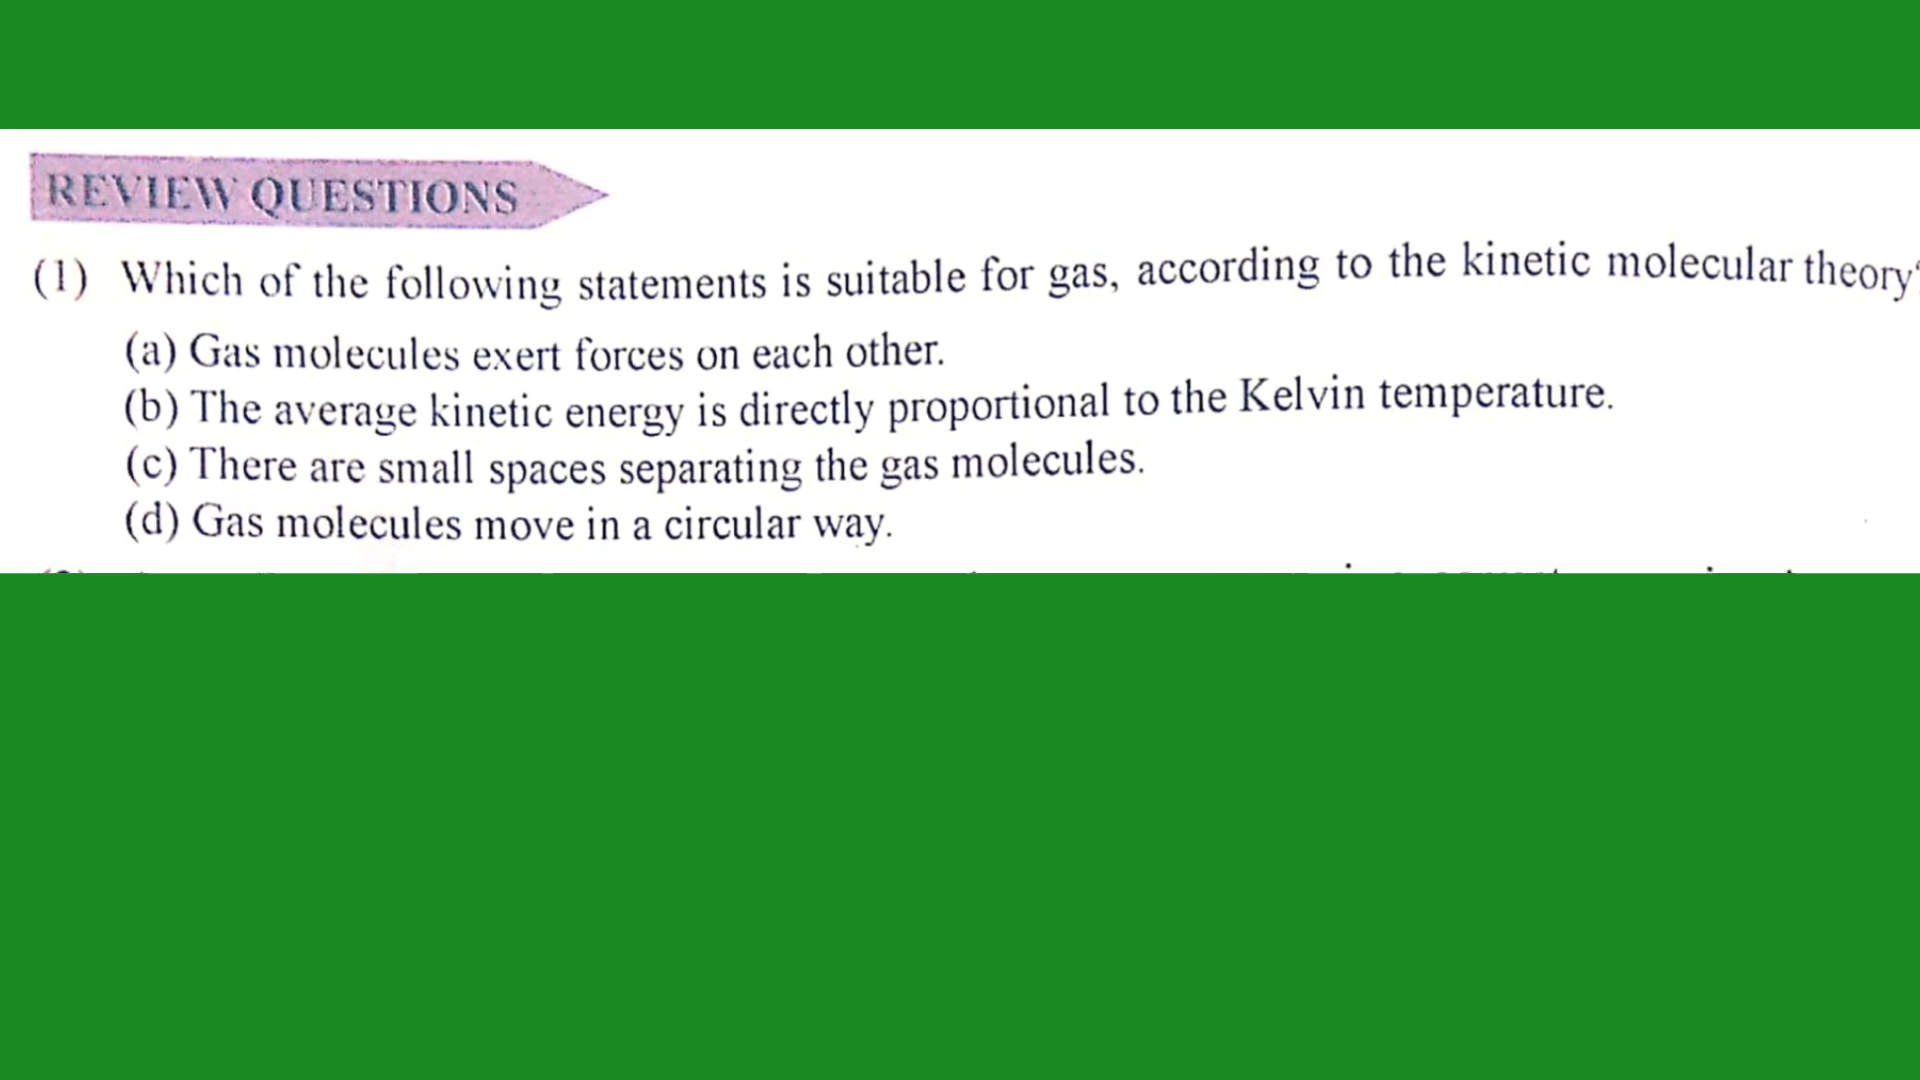 REVIEW QUESTIONS
(1) Which of the following statements is suitable for gas, according to the kinetic molecular theory?
(a) Gas molecules exert forces on each other.
(b) The average kinetic energy is directly proportional to the Kelvin temperature.
(c) There are small spaces separating the gas molecules.
(d) Gas molecules move in a circular way.